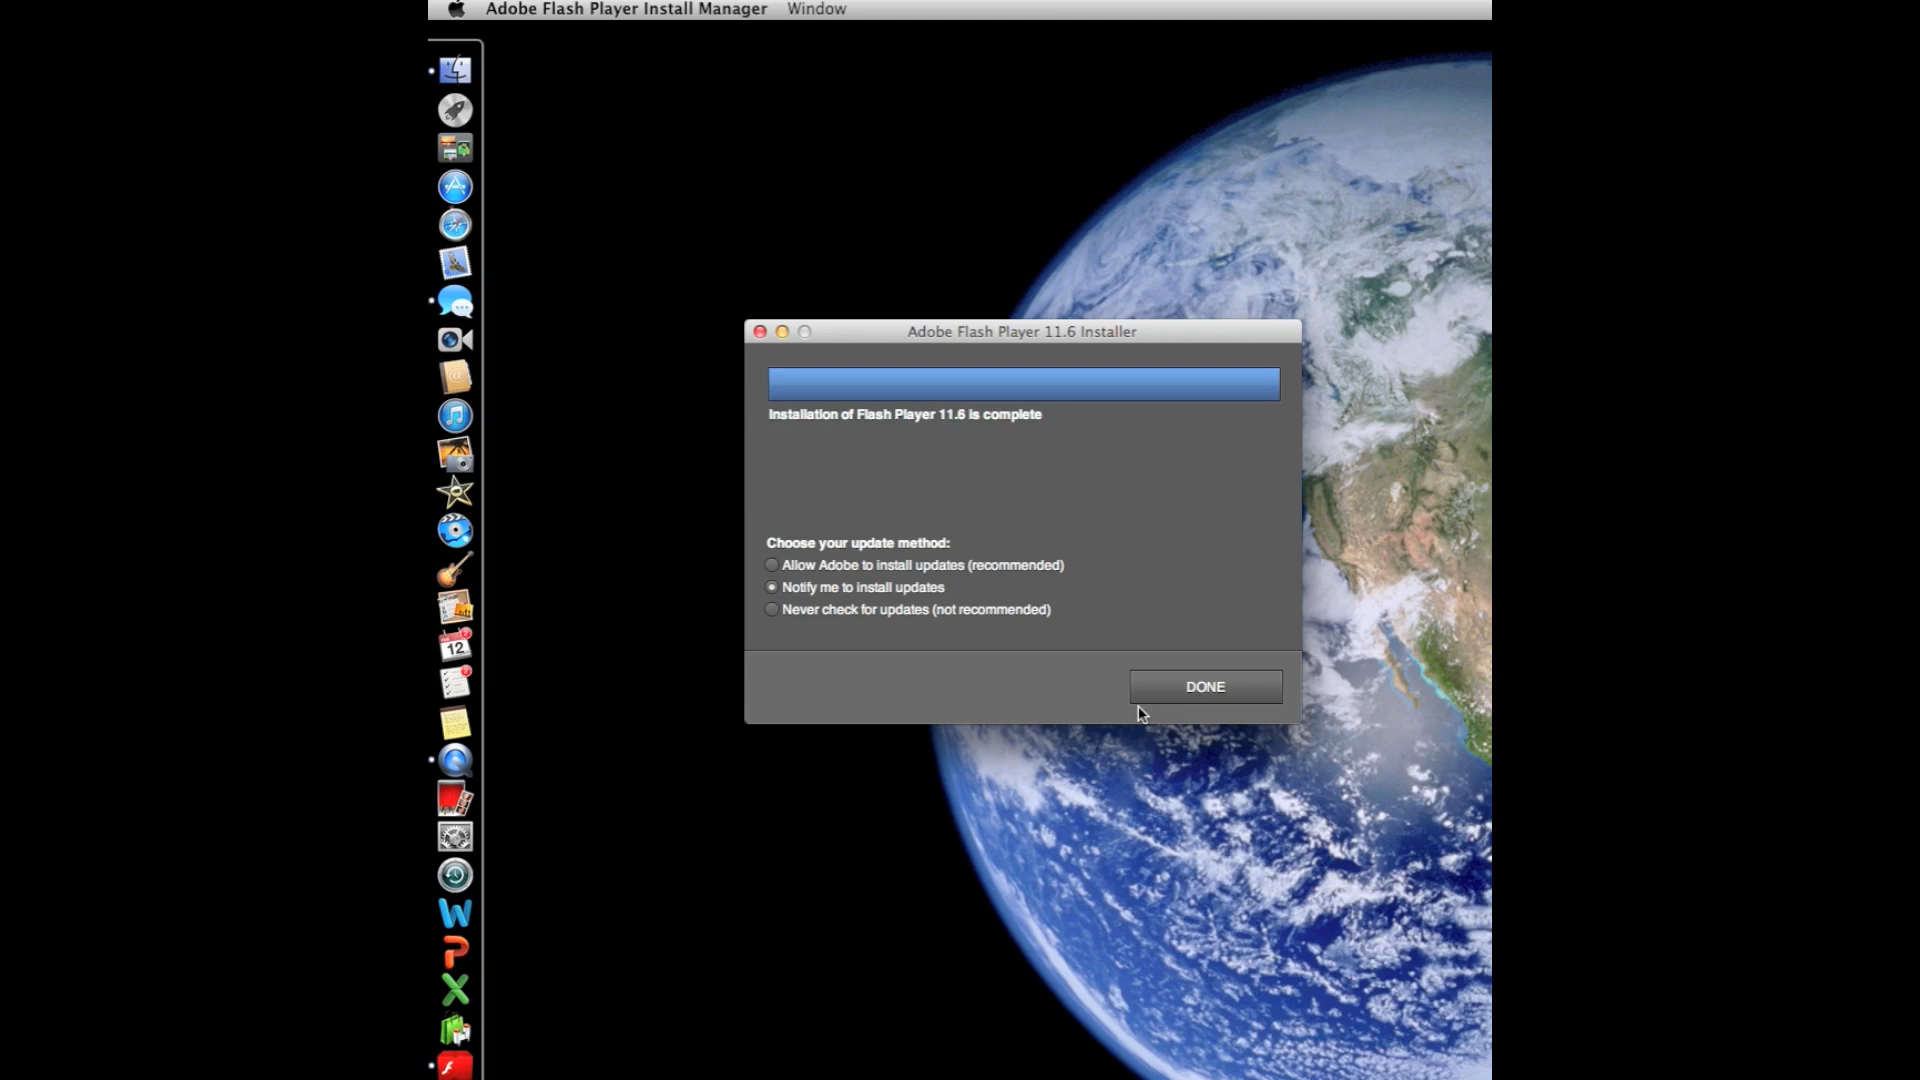 Adobe Flash Player Install Manager Window
Adobe Flash Player 11.6 Installer
Installation of Flash Player 11.6 is complete
Choose your update method:
Allow Adobe to install updates (recommended)
Notify me to install updates
Never check for updates (not recommended)
12
DONE
W
P
X